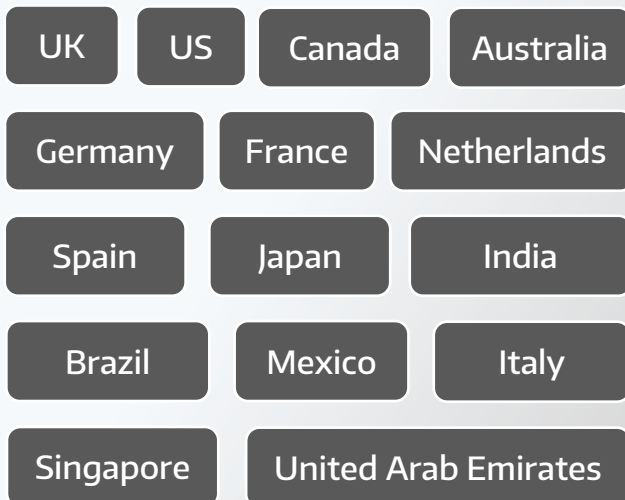 UK US Canada Australia
Germany France Netherlands
Spain Japan India
Brazil Mexico Italy
Singapore United Arab Emirates